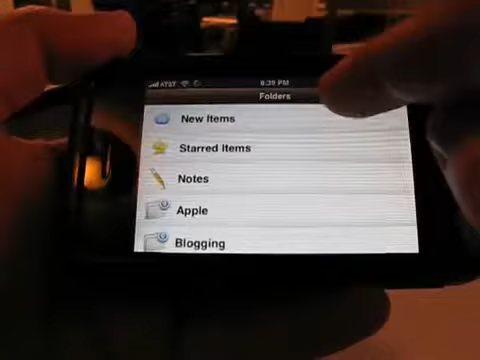 AT&T 8:39 PM
Folders
New Items
Starred Items
Notes
Apple
Blogging